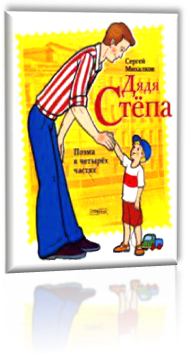 Сергей Михалков
Дядя
Стёпа
Поэма
в четырёх
частях